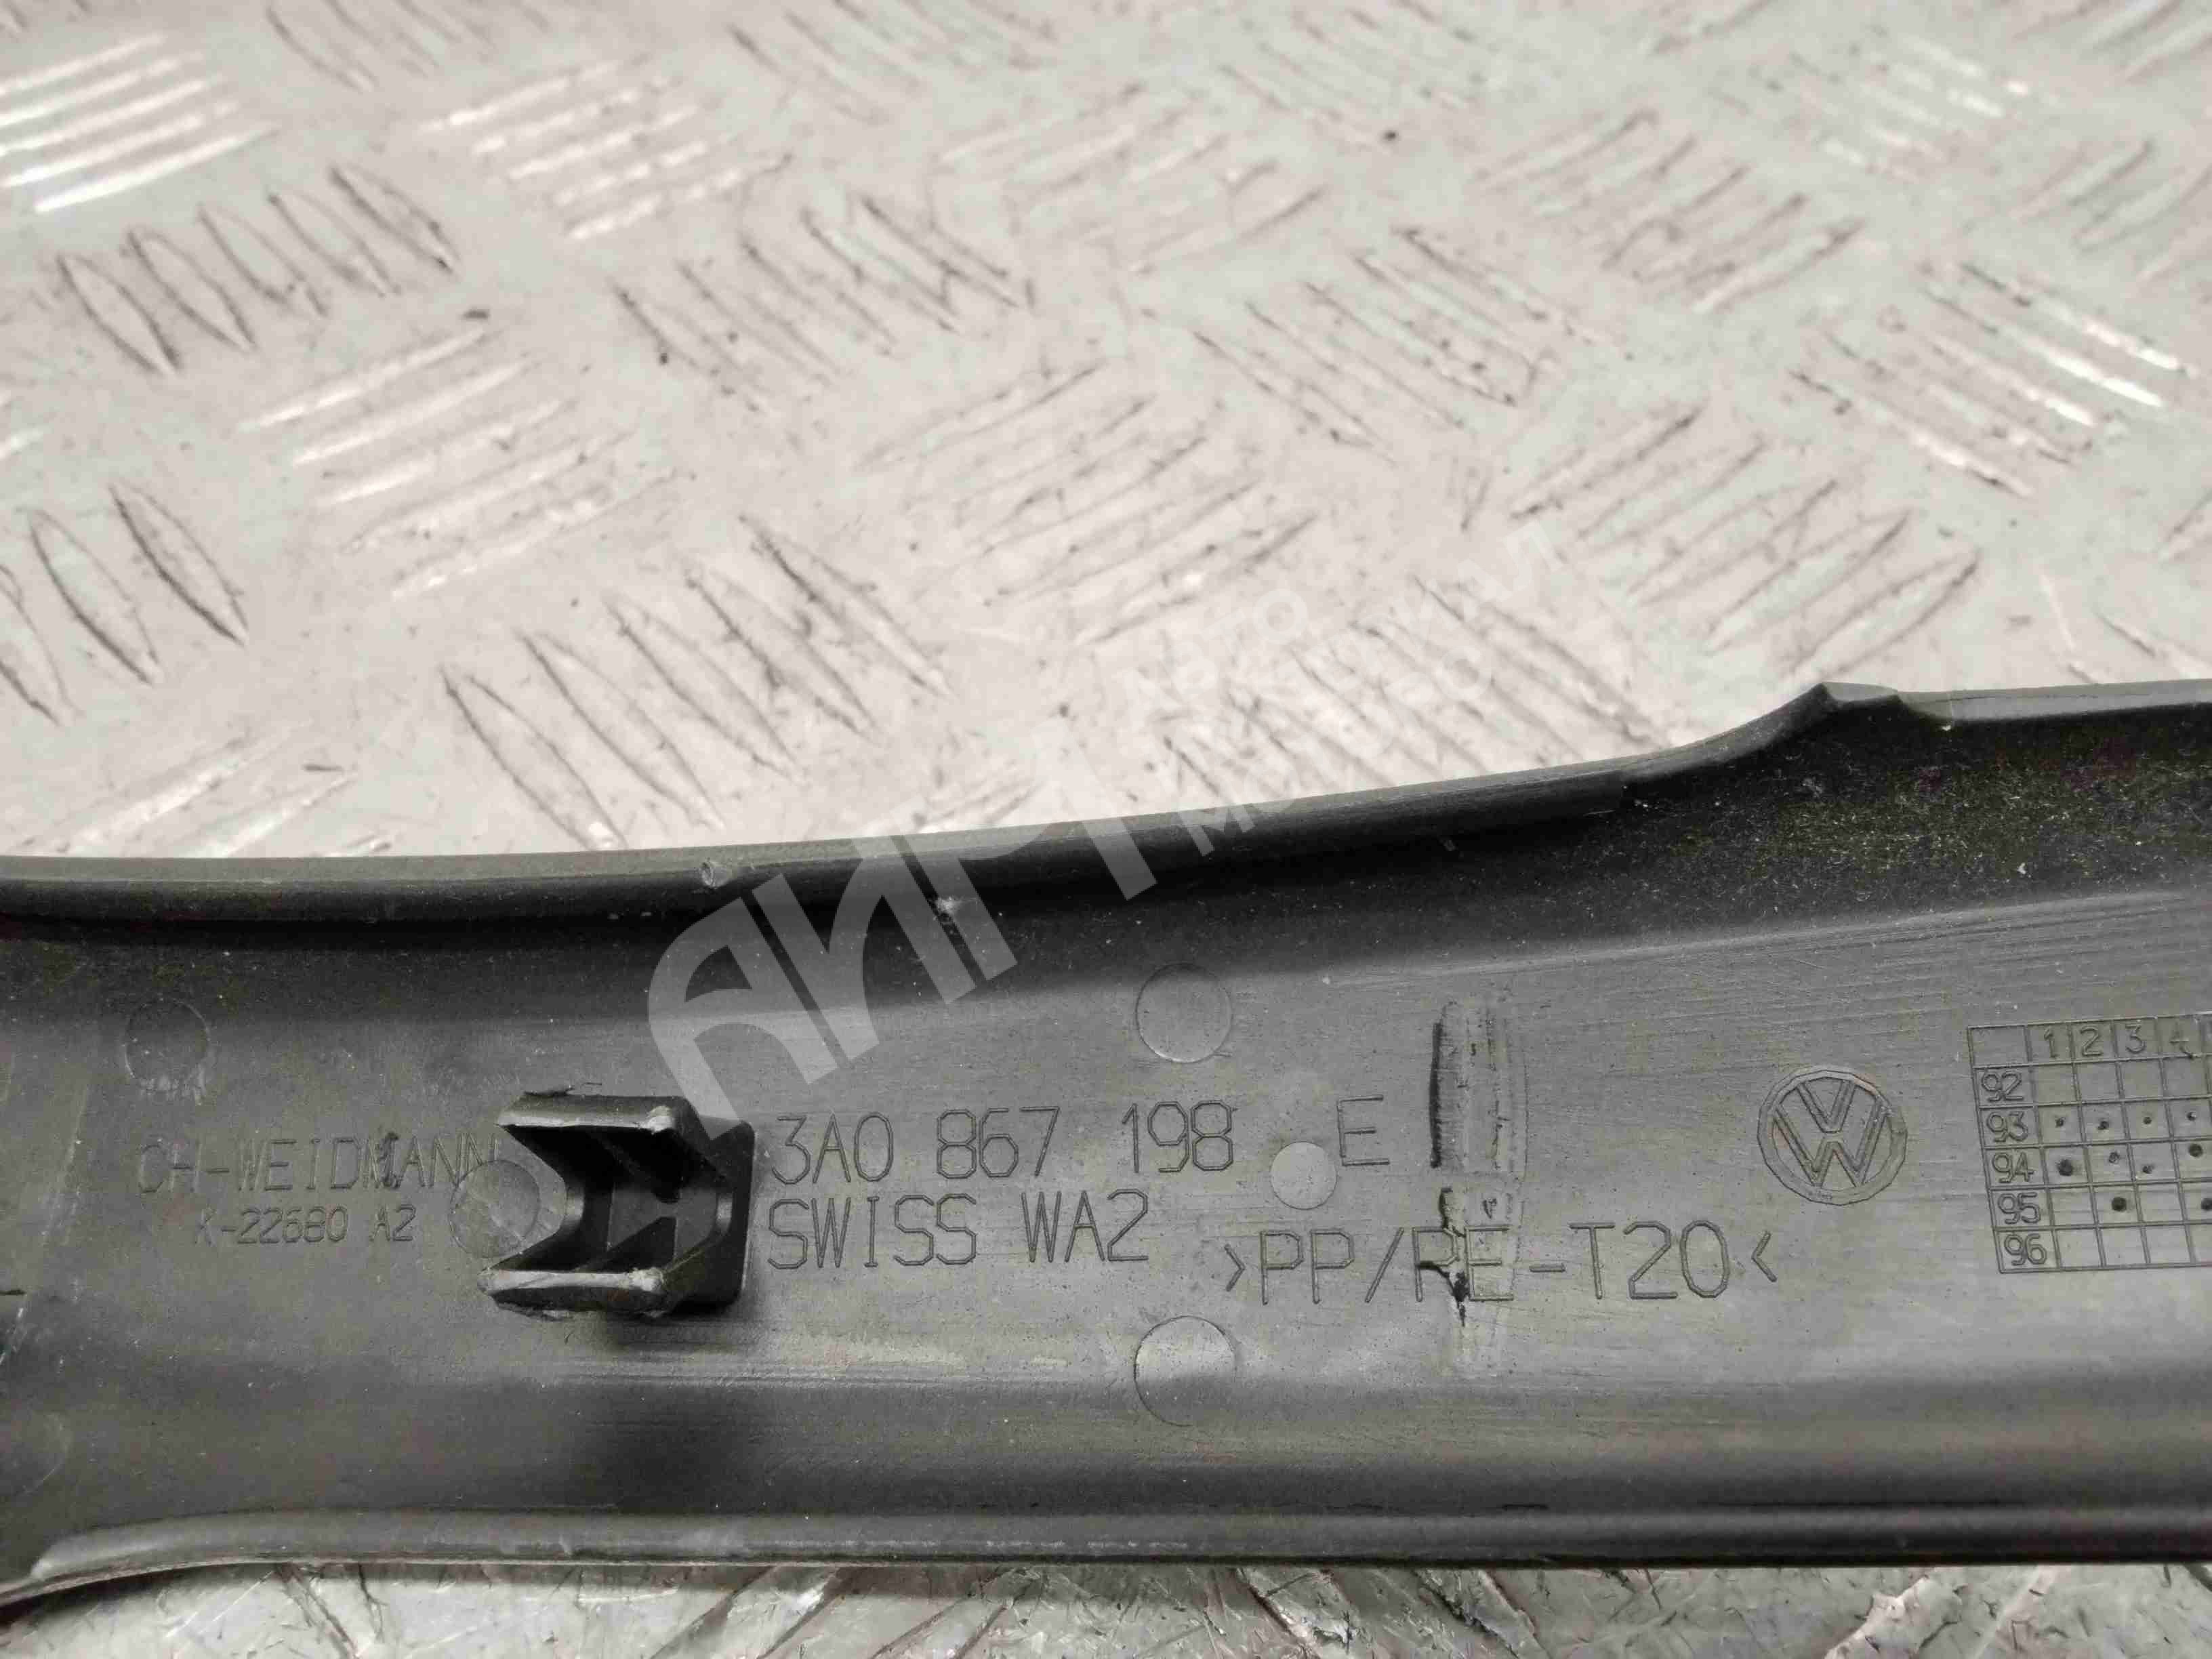 CH-WEIDMANN
K-22680 A2
3A0 867 198 E
SWISS WA2
>PP/PE-T20<
1 2 3 4
92
93
94
95
96